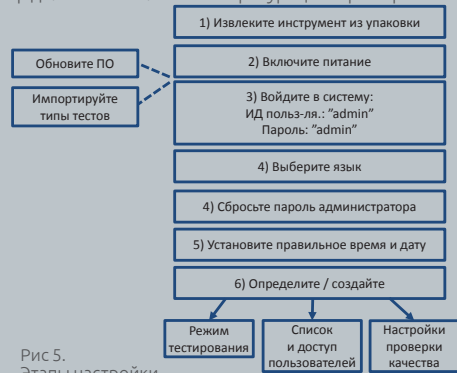 1) Извлеките инструмент из упаковки
Обновите ПО
2) Включите питание
Импортируйте
типы тестов
3) Войдите в систему:
ИД польз-ля.: "admin"
Пароль: "admin"
4) Выберите язык
4) Сбросьте пароль администратора
5) Установите правильное время и дату
6) Определите / создайте
Режим
тестирования
Список
и доступ
пользователей
Настройки
проверки
качества
Рис 5.
Этапы настройки